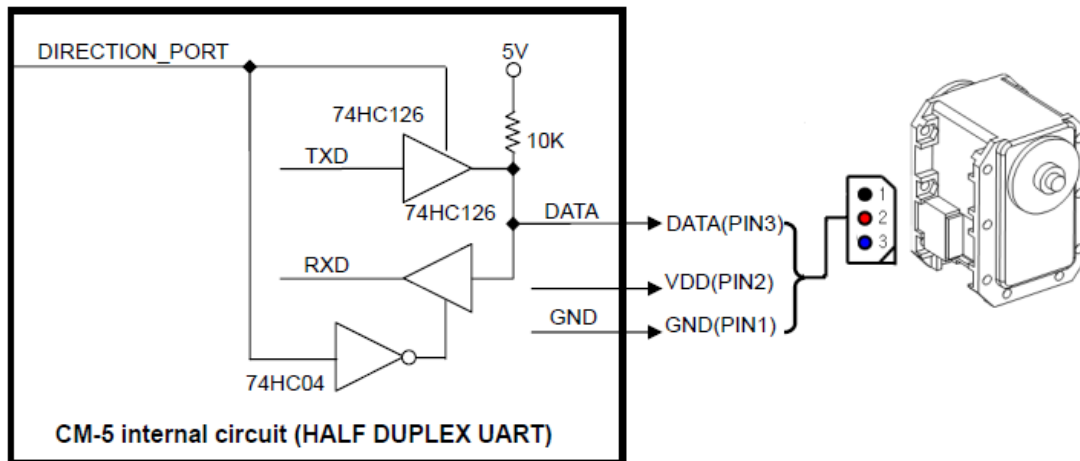 DIRECTION_PORT
5V
74HC126
10K
TXD
74HC126
DATA
DATA(PIN3)
1
2
3
RXD
VDD(PIN2)
GND
GND(PIN1)
74HC04
CM-5 internal circuit (HALF DUPLEX UART)